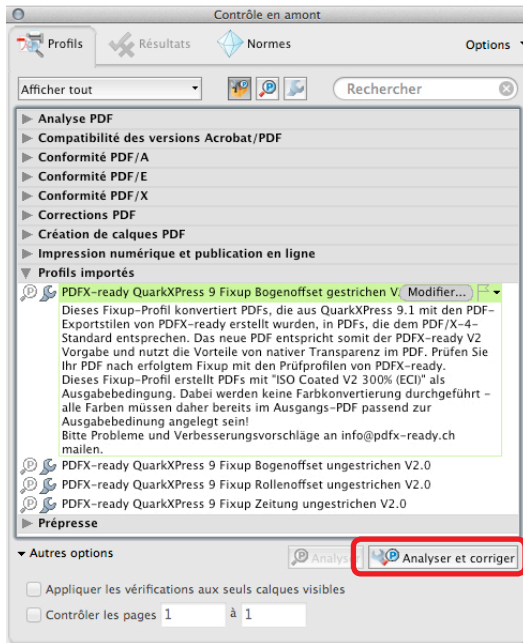 Contrôle en amont
Profils Résultats Normes Options
Afficher tout Rechercher
Analyse PDF
Compatibilité des versions Acrobat/PDF
Conformité PDF/A
Conformité PDF/E
Conformité PDF/X
Corrections PDF
Création de calques PDF
Impression numérique et publication en ligne
Profils importés
PDFX-ready QuarkXPress 9 Fixup Bogenoffset gestrichen V2 Modifier...
Dieses Fixup-Profil konvertiert PDFs, die aus QuarkXPress 9.1 mit den PDF-
Exportstilen von PDFX-ready erstellt wurden, in PDFs, die dem PDF/X-4-
Standard entsprechen. Das neue PDF entspricht somit der PDFX-ready V2
Vorgabe und nutzt die Vorteile von nativer Transparenz im PDF. Prüfen Sie
Ihr PDF nach erfolgtem Fixup mit den Prüfprofilen von PDFX-ready.
Dieses Fixup-Profil erstellt PDFs mit "ISO Coated V2 300% (ECI)" als
Ausgabebedingung. Dabei werden keine Farbkonvertierung durchgeführt –
alle Farben müssen daher bereits im Ausgangs-PDF passend zur
Ausgabebedinung angelegt sein!
Bitte Probleme und Verbesserungsvorschläge an info@pdfx-ready.ch
mailen.
PDFX-ready QuarkXPress 9 Fixup Bogenoffset ungestrichen V2.0
PDFX-ready QuarkXPress 9 Fixup Rollenoffset ungestrichen V2.0
PDFX-ready QuarkXPress 9 Fixup Zeitung ungestrichen V2.0
Prépresse
Autres options Analyser Analyser et corriger
Appliquer les vérifications aux seuls calques visibles
Contrôler les pages 1 à 1